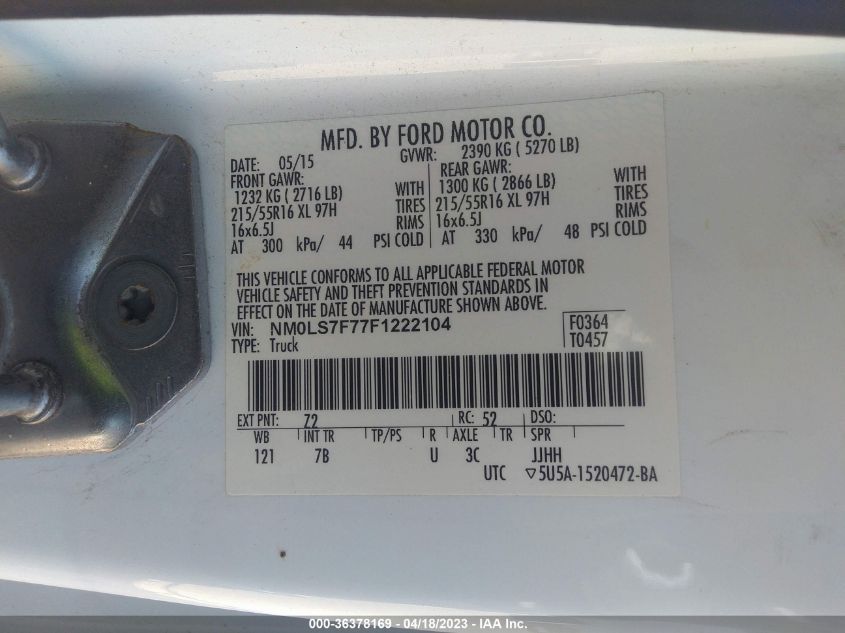 MFD. BY FORD MOTOR CO.
DATE: 05/15 GVWR: 2390 KG ( 5270 LB)
FRONT GAWR: REAR GAWR:
1232 KG ( 2716 LB) WITH 1300 KG ( 2866 LB) WITH
215/55R16 XL 97H TIRES 215/55R16 XL 97H TIRES
16x6.5J RIMS 16x6.5J RIMS
AT 300 kPa/ 44 PSI COLD AT 330 kPa/ 48 PSI COLD
THIS VEHICLE CONFORMS TO ALL APPLICABLE FEDERAL MOTOR
VEHICLE SAFETY AND THEFT PREVENTION STANDARDS IN
EFFECT ON THE DATE OF MANUFACTURE SHOWN ABOVE.
VIN: NM0LS7F77F1222104 F0364
TYPE: Truck T0457
EXT PNT: Z2 RC: 52 DSO:
WB INT TR TP/PS R AXLE TR SPR
121 7B U 3C JJHH
UTC ▽5U5A-1520472-BA
000 - 36378169 - 04/18/2023 - IAA Inc.